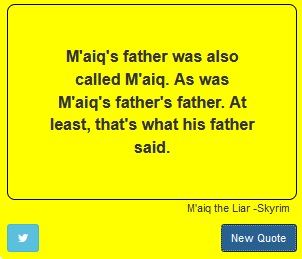 M'aiq's father was also
called M'aiq. As was
M'aiq's father's father. At
least, that's what his father
said.
M'aiq the Liar -Skyrim
New Quote